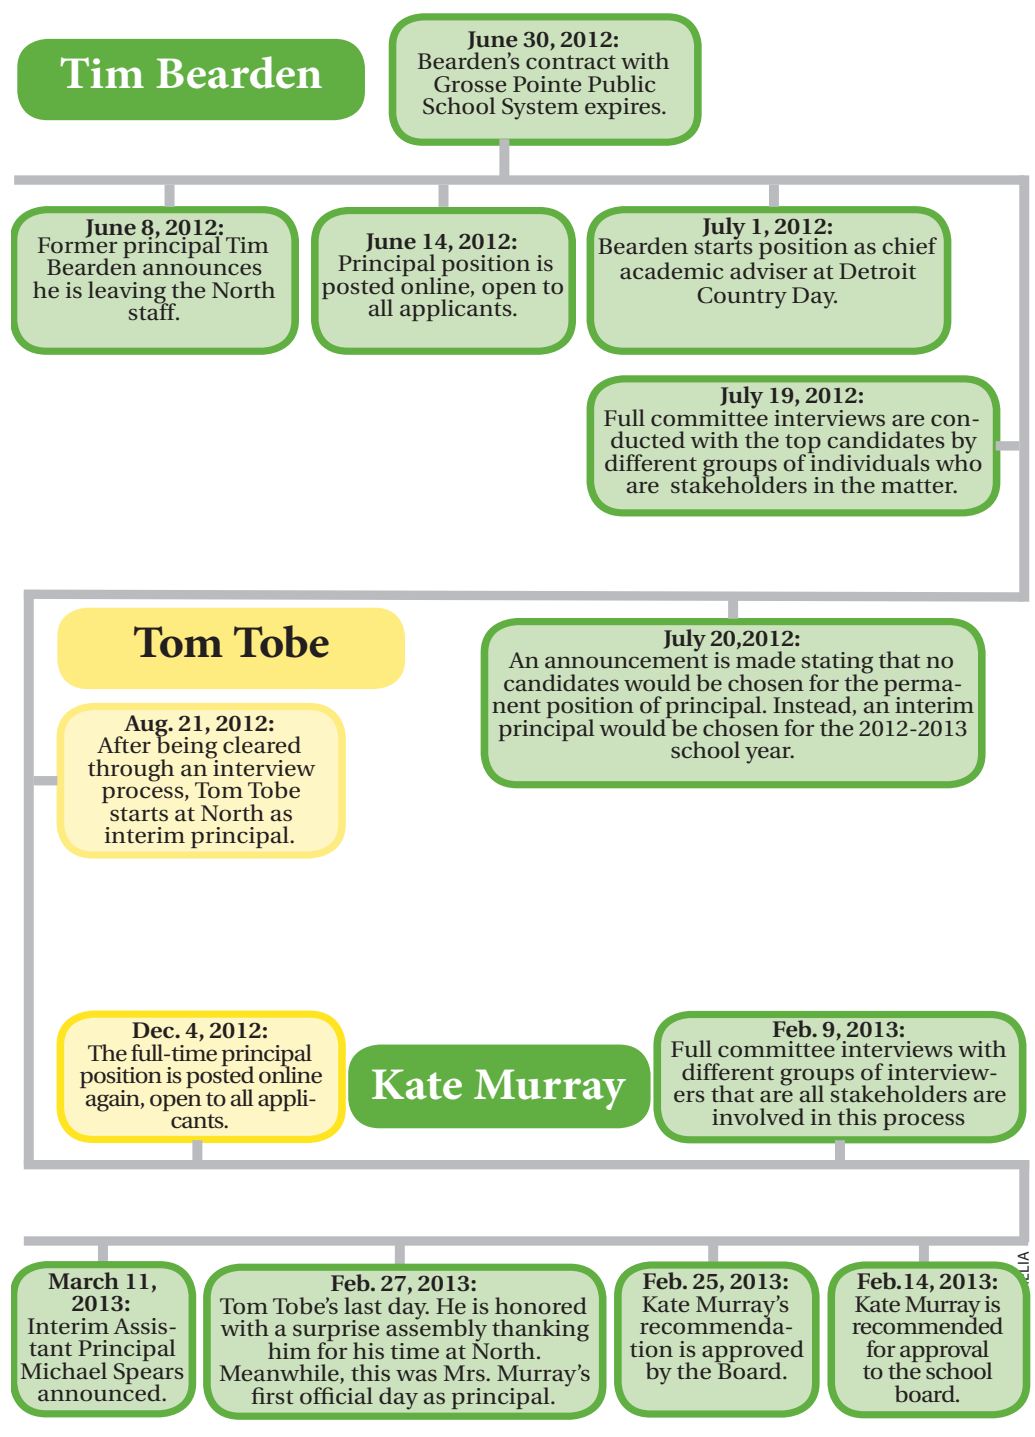 Tim Bearden
June 30, 2012:
Bearden's contract with
Grosse Pointe Public
School System expires.
June 8, 2012:
Former principal Tim
Bearden announces
he is leaving the North
staff.
June 14, 2012:
Principal position is
posted online, open to
all applicants.
July 1, 2012:
Bearden starts position as chief
academic adviser at Detroit
Country Day.
July 19, 2012:
Full committee interviews are con-
ducted with the top candidates by
different groups of individuals who
are stakeholders in the matter.
Tom Tobe
July 20,2012:
An announcement is made stating that no
candidates would be chosen for the perma-
nent position of principal. Instead, an interim
principal would be chosen for the 2012-2013
school year.
Aug. 21, 2012:
After being cleared
through an interview
process, Tom Tobe
starts at North as
interim principal.
Dec. 4, 2012:
The full-time principal
position is posted online
again, open to all appli-
cants.
Kate Murray
Feb. 9, 2013:
Full committee interviews with
different groups of interview-
ers that are all stakeholders are
involved in this process
March 11,
2013:
Interim Assis-
tant Principal
Michael Spears
announced.
Feb. 27, 2013:
Tom Tobe's last day. He is honored
with a surprise assembly thanking
him for his time at North.
Meanwhile, this was Mrs. Murray's
first official day as principal.
Feb. 25, 2013:
Kate Murray's
recommenda-
tion is approved
by the Board.
Feb.14, 2013:
Kate Murray is
recommended
for approval
to the school
board.